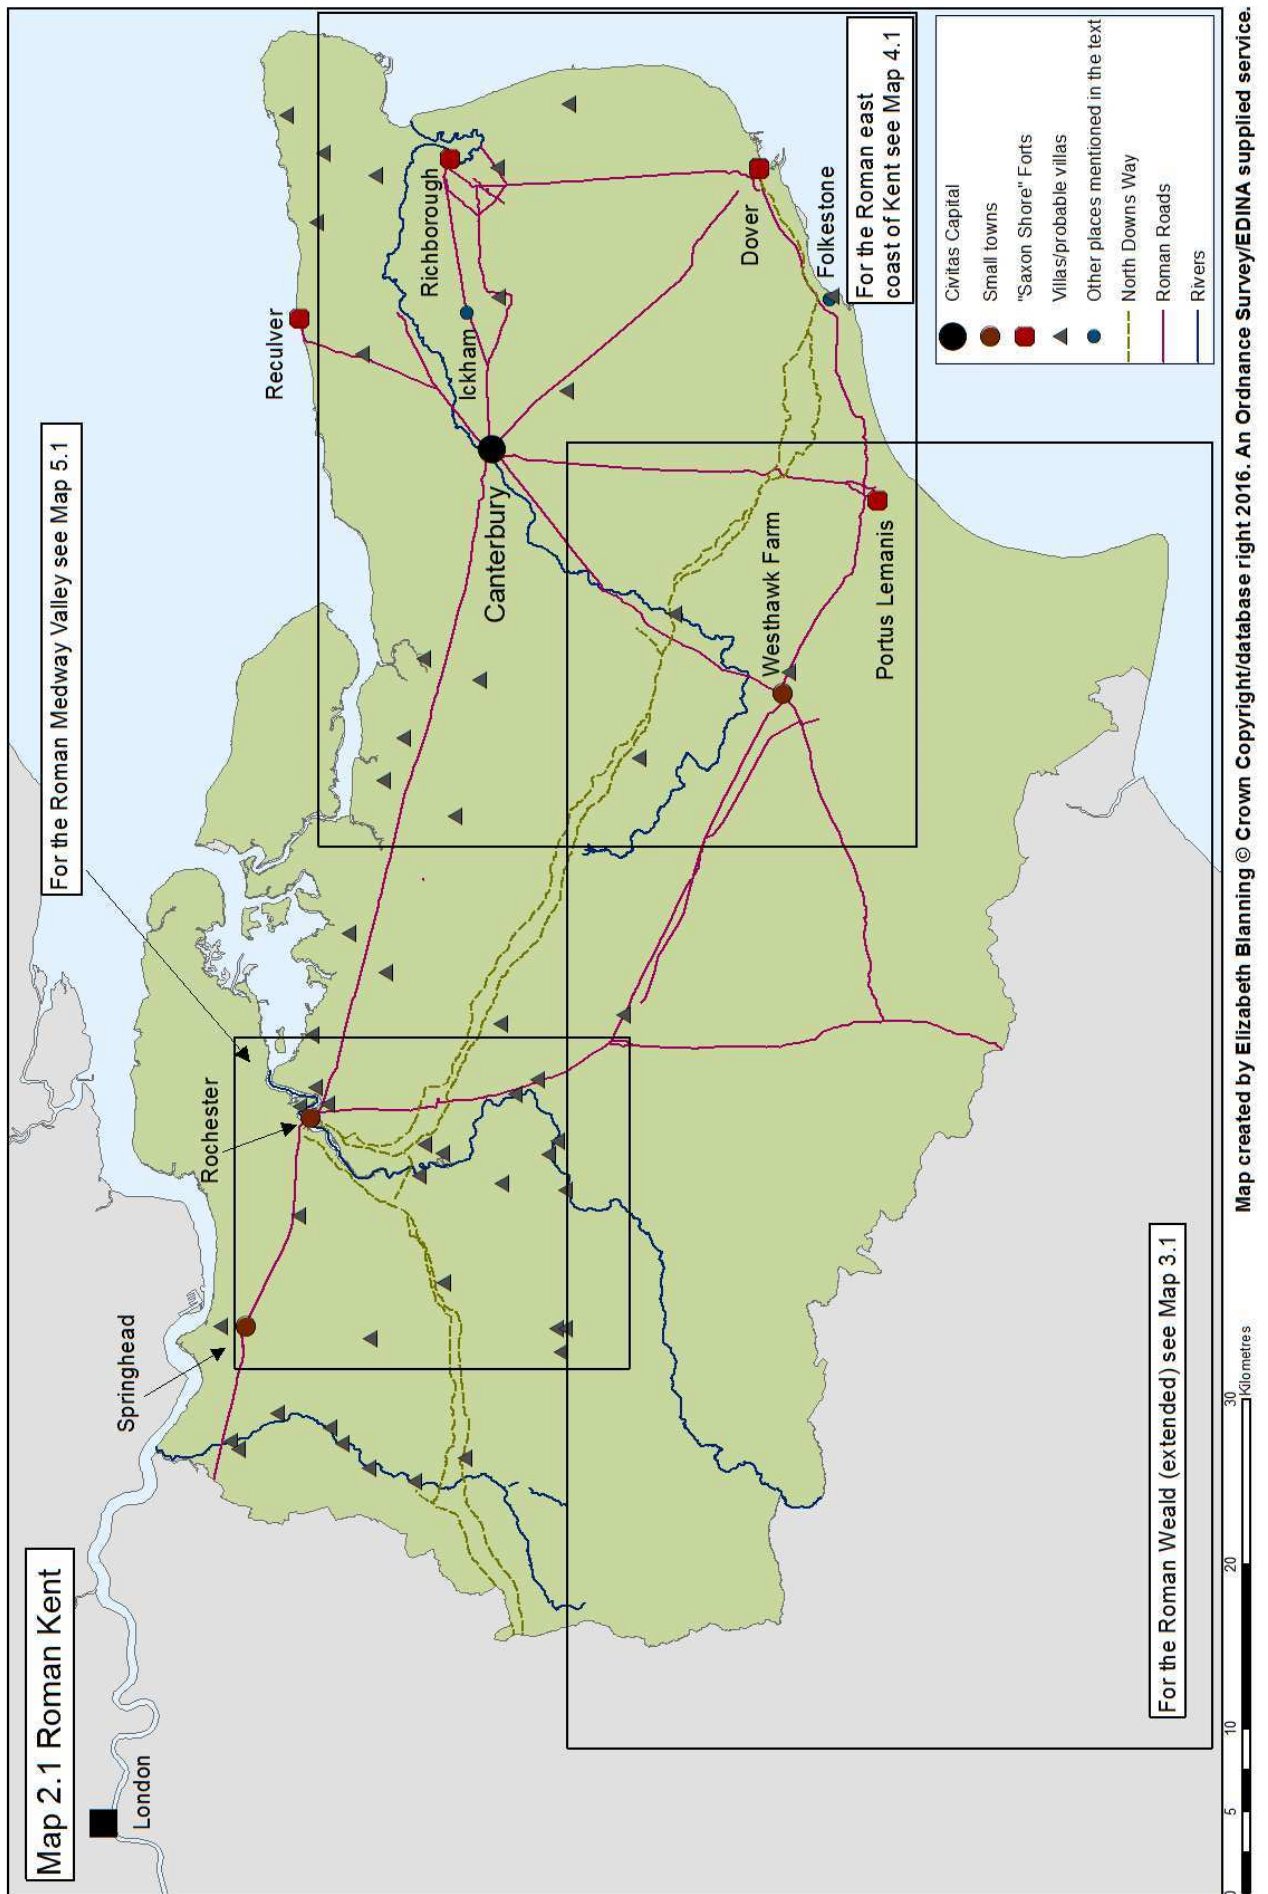 Map 2.1 Roman Kent
London
Springhead
Rochester
For the Roman Medway Valley see Map 5.1
Reculver
Richborough
Ickham
Canterbury
Westhawk Farm
Portus Lemanis
Dover
Folkestone
For the Roman east
coast of Kent see Map 4.1
For the Roman Weald (extended) see Map 3.1
Civitas Capital
Small towns
"Saxon Shore" Forts
Villas/probable villas
Other places mentioned in the text
North Downs Way
Roman Roads
Rivers
0 5 10 20 30
Kilometres
Map created by Elizabeth Blanning © Crown Copyright/database right 2016. An Ordnance Survey/EDINA supplied service.